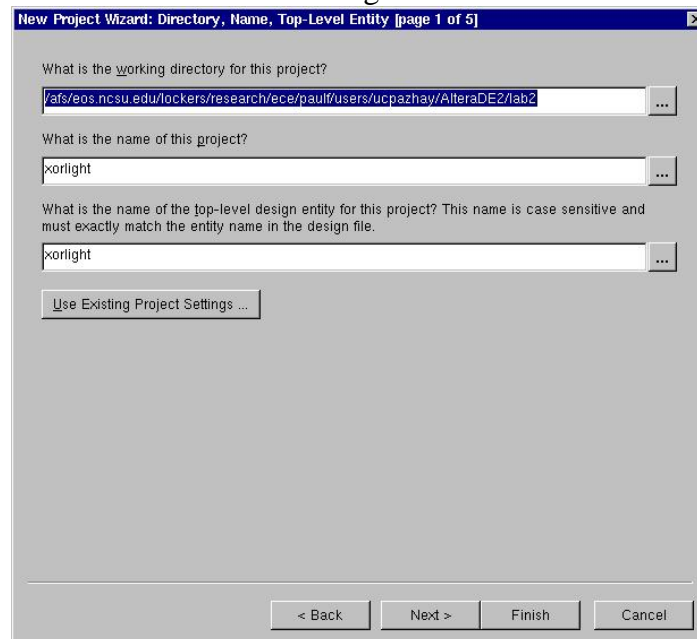 New Project Wizard: Directory, Name, Top-Level Entity [page 1 of 5]
What is the working directory for this project?
/afs/eos.ncsu.edu/lockers/research/ece/paulf/users/ucpazhay/AlteraDE2/lab2
...
What is the name of this project?
xorlight
...
What is the name of the top-level design entity for this project? This name is case sensitive and
must exactly match the entity name in the design file.
xorlight
...
Use Existing Project Settings ...
< Back Next > Finish Cancel